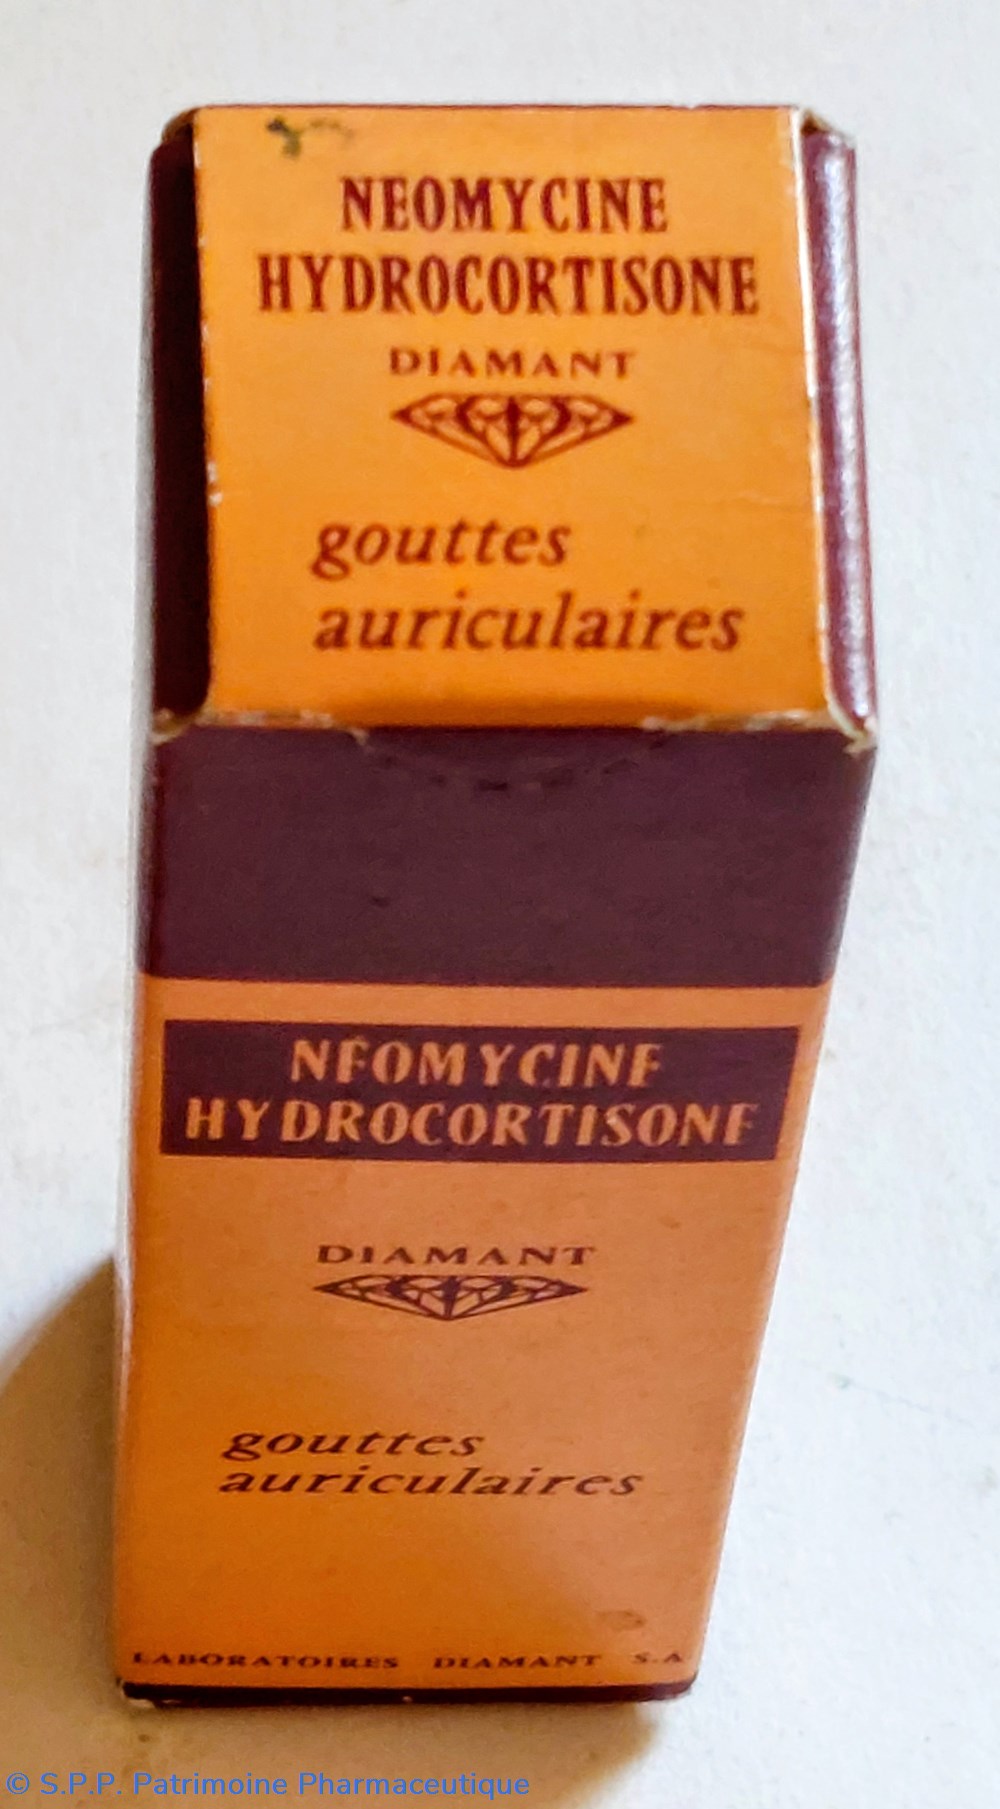 NEOMYCINE
HYDROCORTISONE
DIAMANT
gouttes
auriculaires
NEOMYCINE
HYDROCORTISONE
DIAMANT
gouttes
auriculaires
LABORATOIRES DIAMANT S.A
© S.P.P. Patrimoine Pharmaceutique